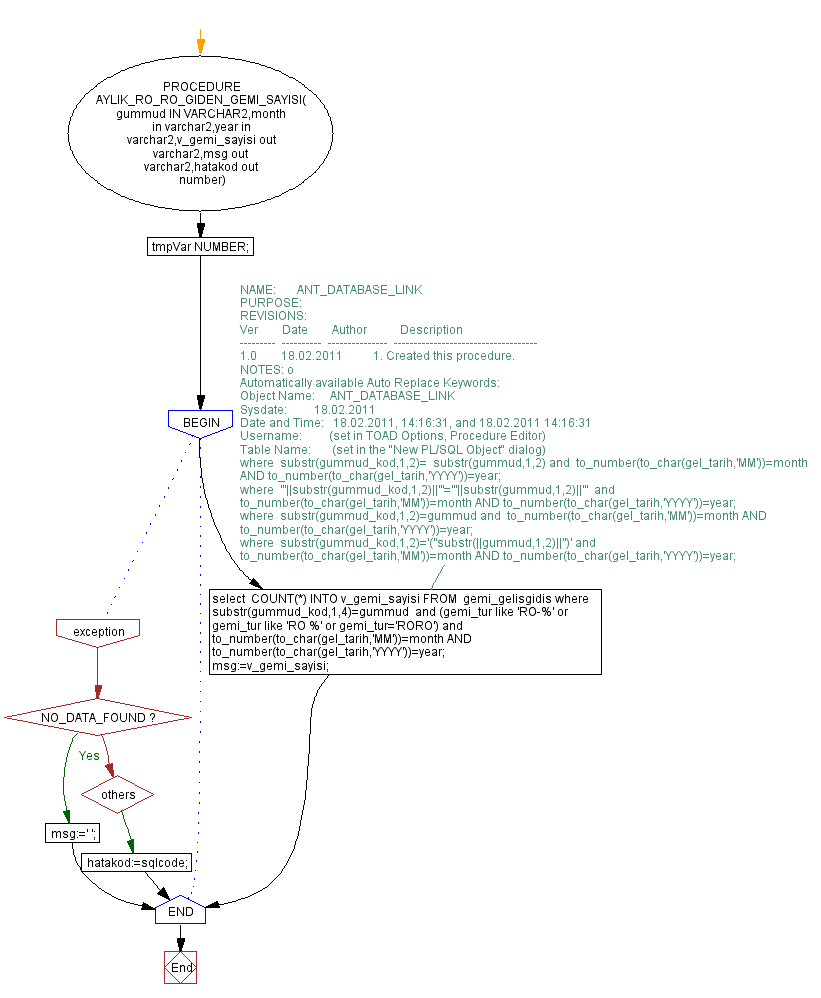 PROCEDURE
AYLIK_RO_RO_GIDEN_GEMI_SAYISI(
gummud IN VARCHAR2,month
in varchar2,year in
varchar2,v_gemi_sayisi out
varchar2,msg out
varchar2,hatakod out
number)
tmpVar NUMBER;
NAME: ANT_DATABASE_LINK
PURPOSE:
REVISIONS:
Ver Date Author Description
--------- ---------- --------------- ------------------------------------
1.0 18.02.2011 1. Created this procedure.
NOTES: o
Automatically available Auto Replace Keywords:
Object Name: ANT_DATABASE_LINK
Sysdate: 18.02.2011
Date and Time: 18.02.2011, 14:16:31, and 18.02.2011 14:16:31
Username: (set in TOAD Options, Procedure Editor)
Table Name: (set in the "New PL/SQL Object" dialog)
where substr(gummud_kod,1,2)= substr(gummud,1,2) and to_number(to_char(gel_tarih,'MM'))=month
AND to_number(to_char(gel_tarih,'YYYY'))=year;
where '"||substr(gummud_kod,1,2)||"'='"||substr(gummud,1,2)||"' and
to_number(to_char(gel_tarih,'MM'))=month AND to_number(to_char(gel_tarih,'YYYY'))=year;
where substr(gummud_kod,1,2)=gummud and to_number(to_char(gel_tarih,'MM'))=month AND
to_number(to_char(gel_tarih,'YYYY'))=year;
where substr(gummud_kod,1,2)='("substr(||gummud,1,2)||")' and
to_number(to_char(gel_tarih,'MM'))=month AND to_number(to_char(gel_tarih,'YYYY'))=year;
BEGIN
select COUNT(*) INTO v_gemi_sayisi FROM gemi_gelisgidis where
substr(gummud_kod,1,4)=gummud and (gemi_tur like 'RO-%' or
gemi_tur like 'RO %' or gemi_tur='RORO') and
to_number(to_char(gel_tarih,'MM'))=month AND
to_number(to_char(gel_tarih,'YYYY'))=year;
msg:=v_gemi_sayisi;
exception
NO_DATA_FOUND ?
Yes
others
msg:=' ';
hatakod:=sqlcode;
END
End